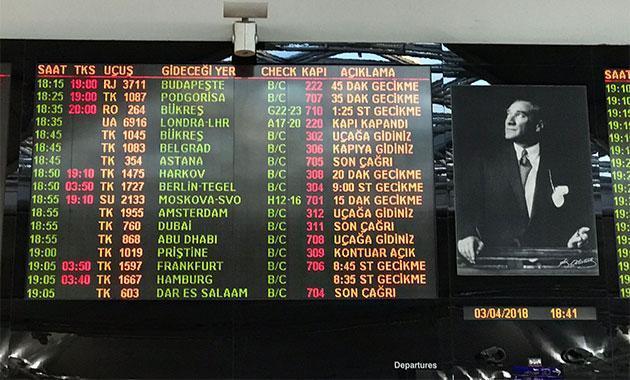 SAAT TKS UÇUŞ GİDECEĞİ YER CHECK KAPI AÇIKLAMA
18:15 19:00 RJ 3711 BUDAPEŞTE B/C 222 45 DAK GECİKME
18:25 19:00 TK 1087 PODGORİSA B/C 707 35 DAK GECİKME
18:35 20:00 RO 264 BÜKREŞ G22-23 710 1:25 ST GECİKME
18:35 UA 6916 LONDRA-LHR A17-20 220 KAPI KAPANDI
18:45 TK 1045 BÜKREŞ B/C 302 UÇAĞA GİDİNİZ
18:45 TK 1083 BELGRAD B/C 306 KAPIYA GİDİNİZ
18:45 TK 354 ASTANA B/C 705 SON ÇAĞRI
18:50 19:10 TK 1475 HARKOV B/C 308 20 DAK GECİKME
18:50 03:50 TK 1727 BERLİN-TEGEL B/C 304 9:00 ST GECİKME
18:55 19:10 SU 2133 MOSKOVA-SVO H12-16 701 15 DAK GECİKME
18:55 TK 1955 AMSTERDAM B/C 312 UÇAĞA GİDİNİZ
18:55 TK 760 DUBAİ B/C 311 SON ÇAĞRI
18:55 TK 868 ABU DHABI B/C 708 UÇAĞA GİDİNİZ
19:00 TK 1019 PRİŞTİNE B/C 309 KONTUAR AÇIK
19:05 03:50 TK 1597 FRANKFURT B/C 706 8:45 ST GECİKME
19:05 03:40 TK 1667 HAMBURG B/C 8:35 ST GECİKME
19:05 TK 603 DAR ES SALAAM B/C 704 SON ÇAĞRI
SAAT
03/04/2018 18:41
Departures